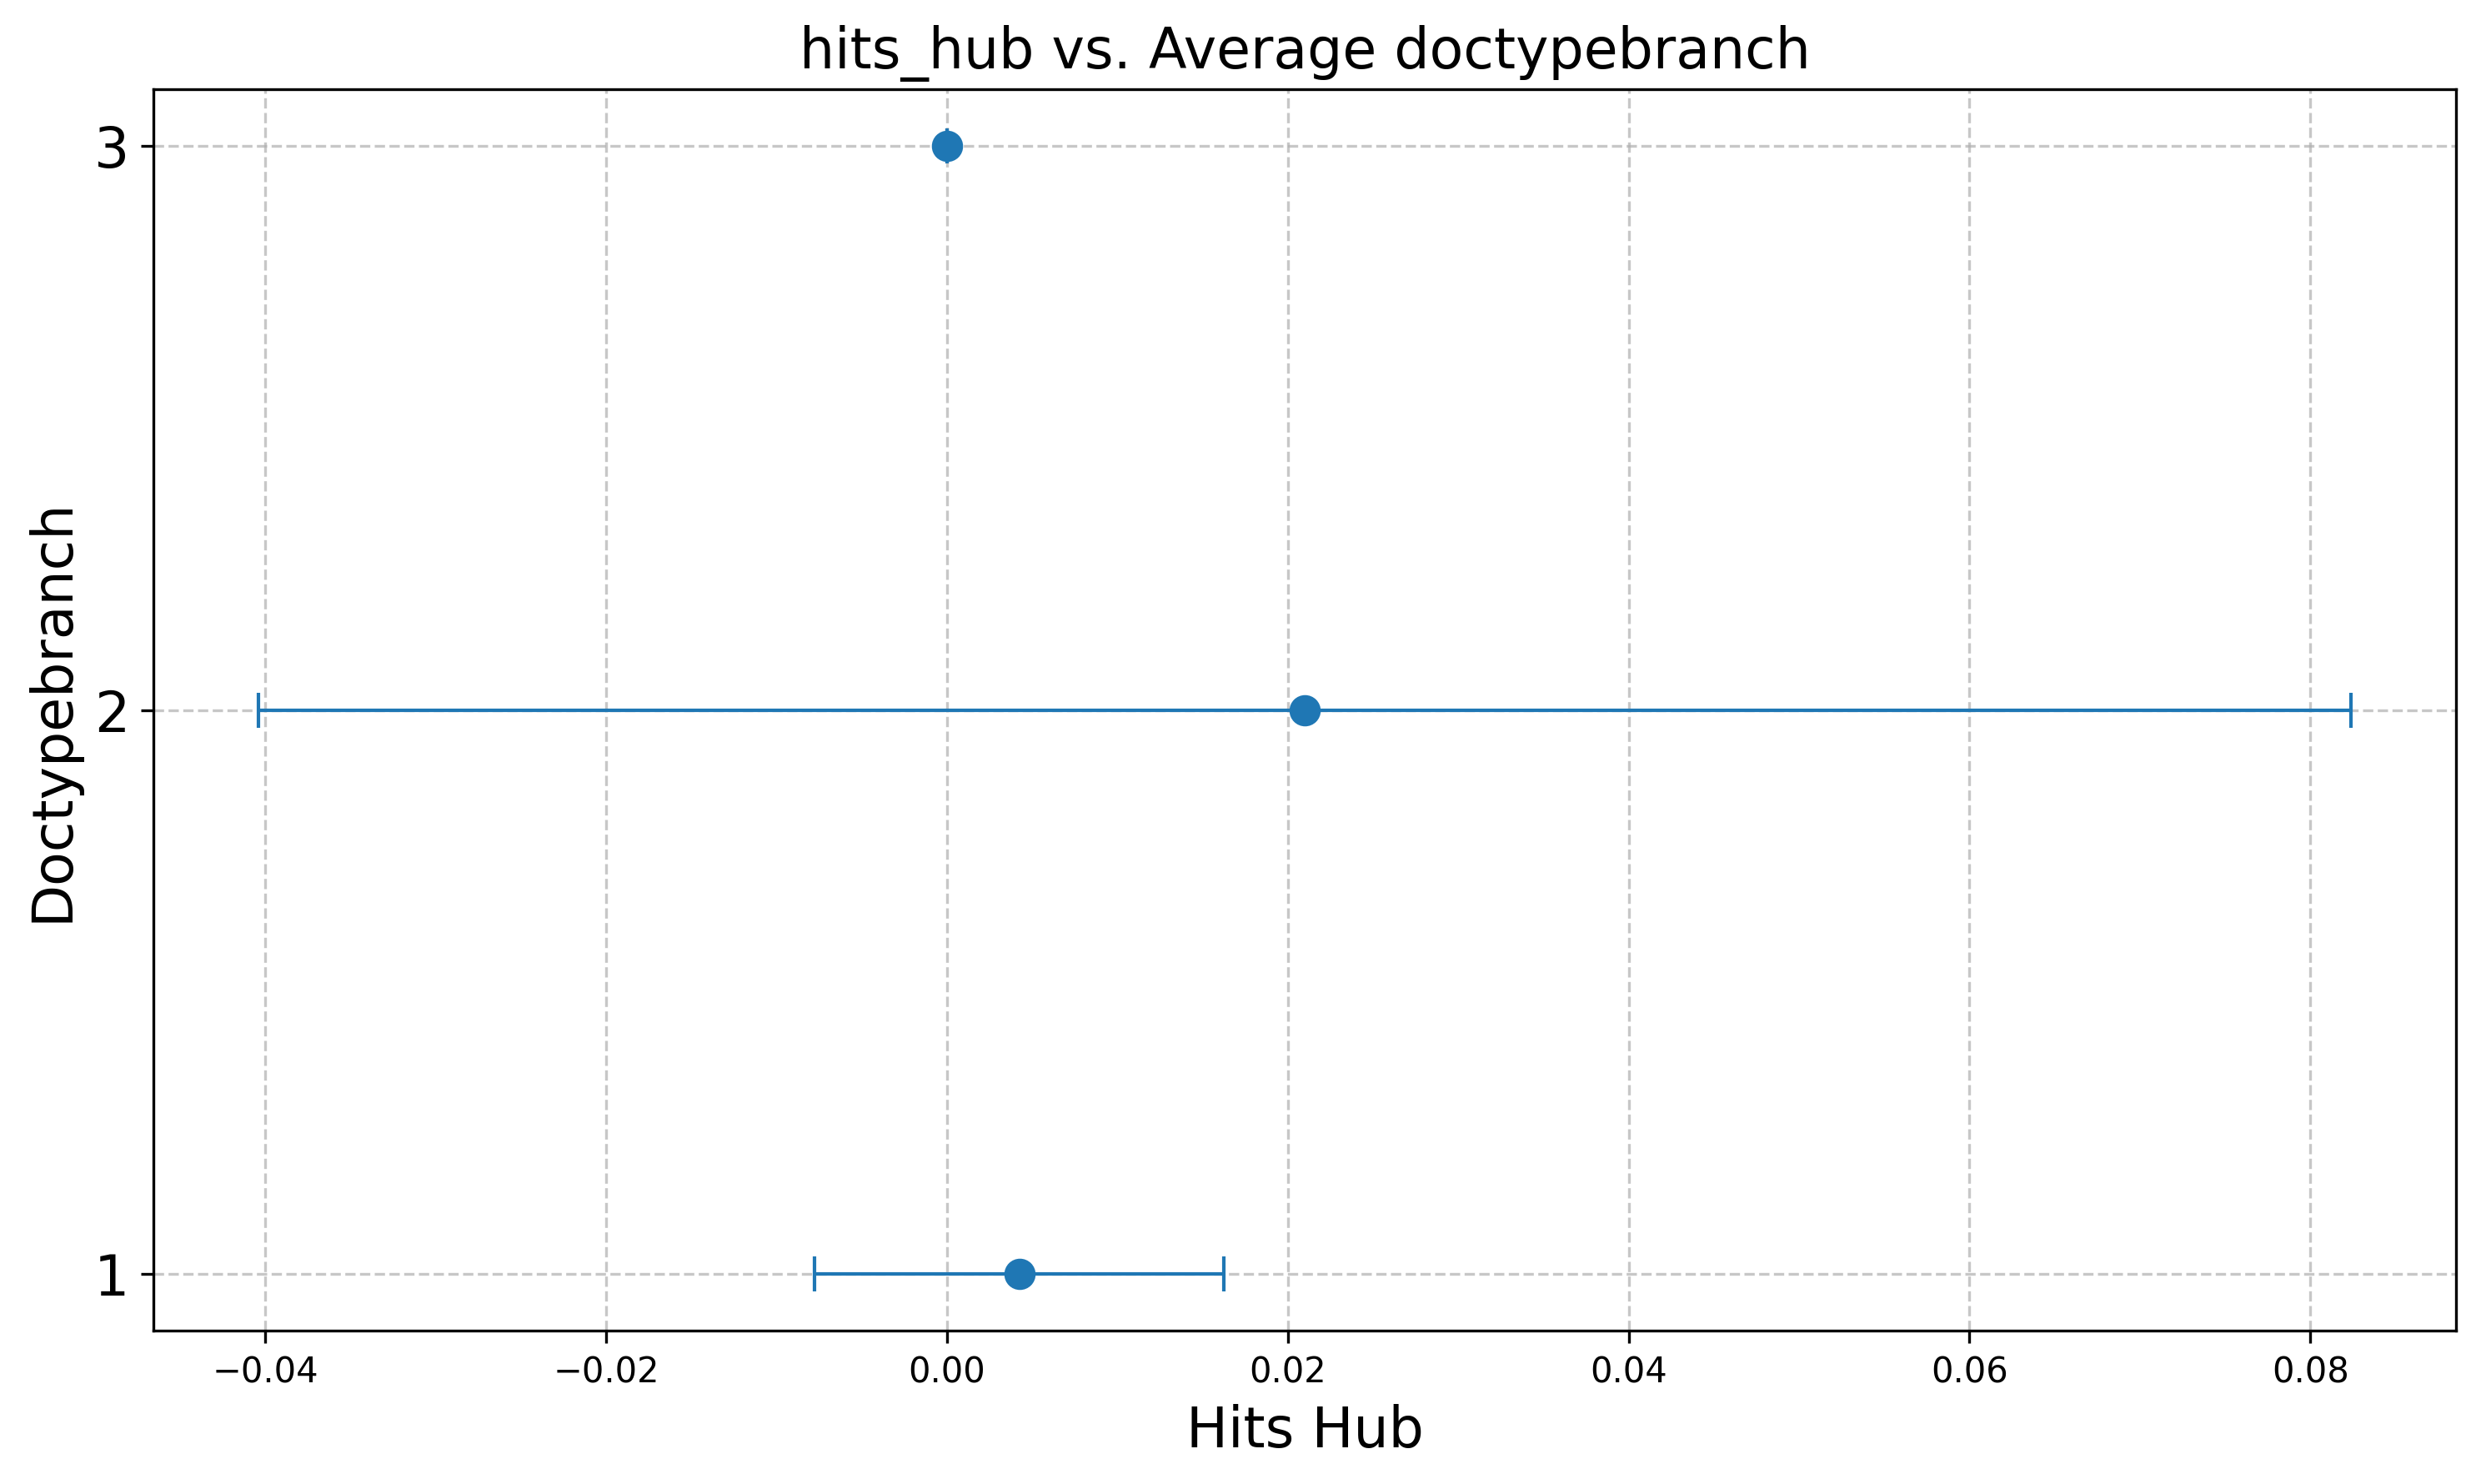 hits_hub vs. Average doctypebranch
3
2
1
Doctypebranch
−0.04 −0.02 0.00 0.02 0.04 0.06 0.08
Hits Hub